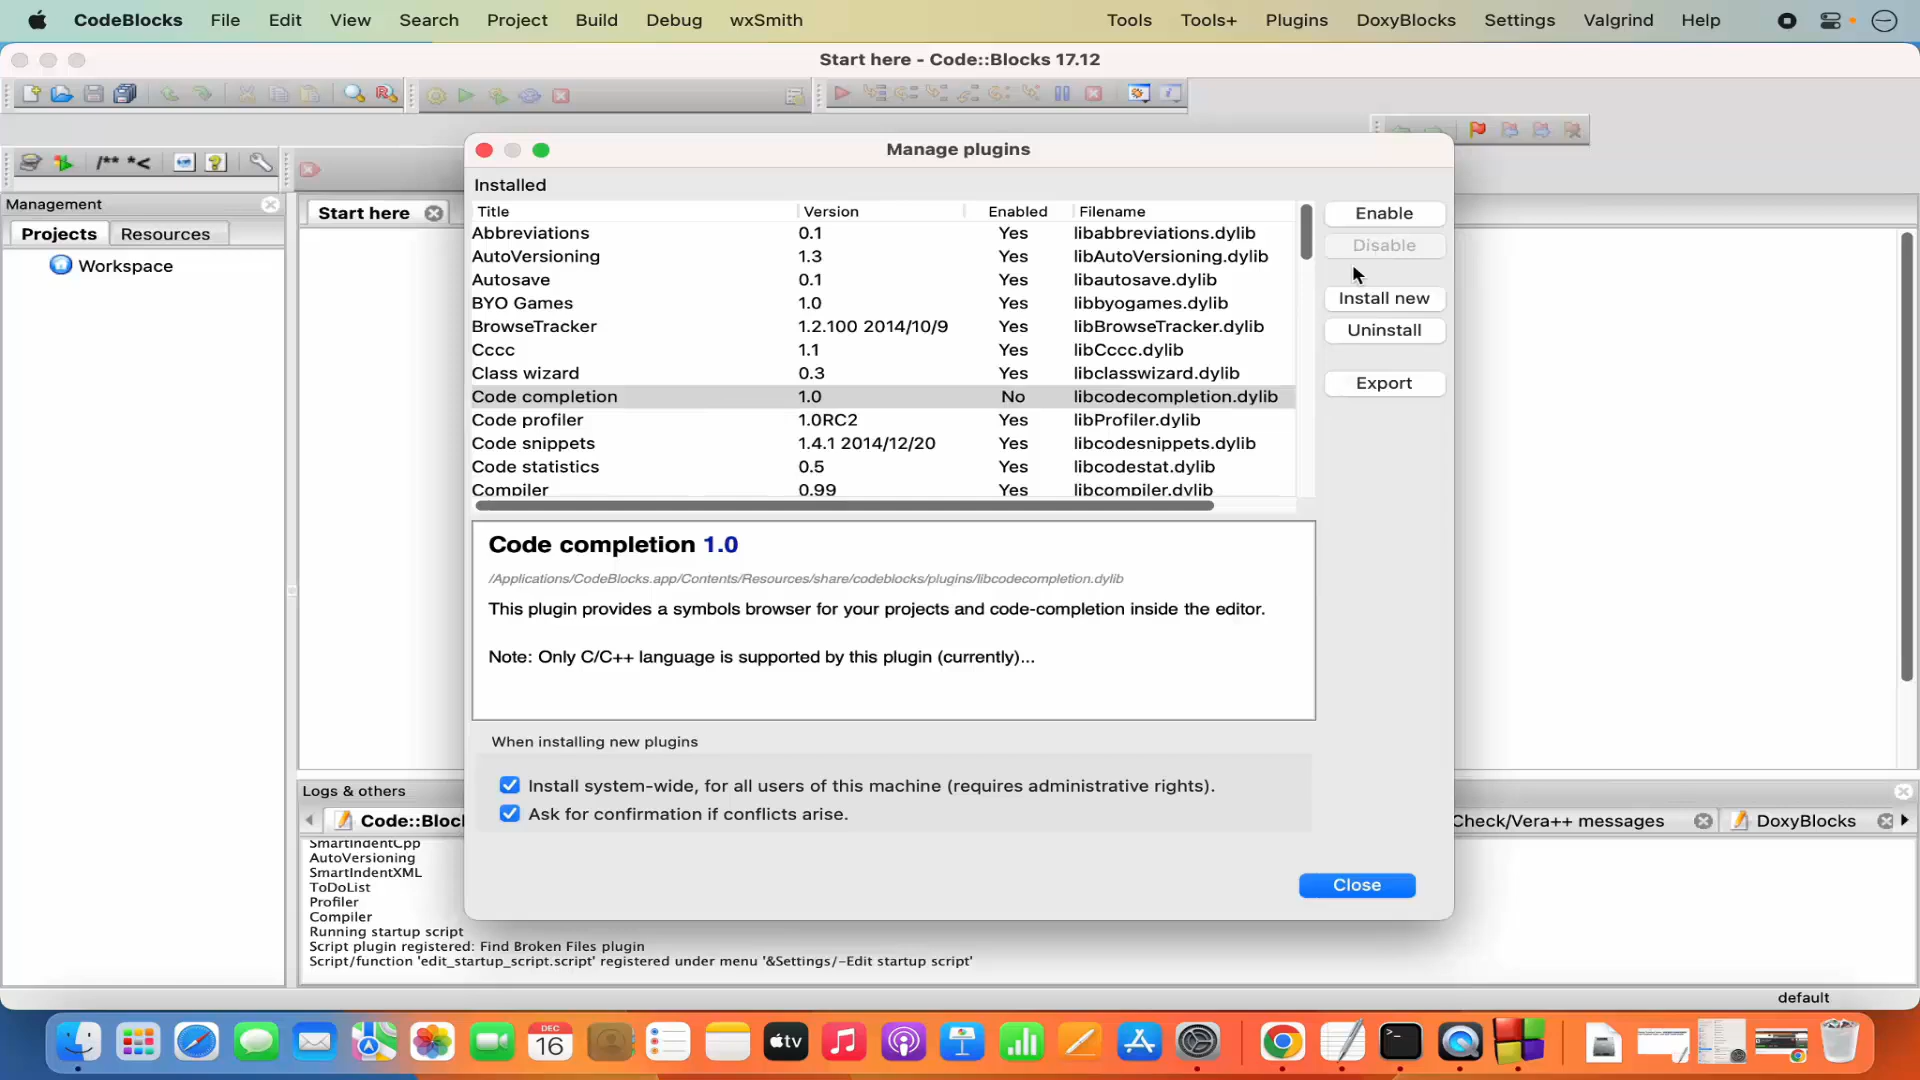 CodeBlocks File Edit View Search Project Build Debug wxSmith Tools Tools+ Plugins DoxyBlocks Settings Valgrind Help
Start here - Code::Blocks 17.12
/** *<
Management
Projects Resources
Workspace
Start here
Manage plugins
Installed
Title Version Enabled Filename
Abbreviations 0.1 Yes libabbreviations.dylib
AutoVersioning 1.3 Yes libAutoVersioning.dylib
Autosave 0.1 Yes libautosave.dylib
BYO Games 1.0 Yes libbyogames.dylib
BrowseTracker 1.2.100 2014/10/9 Yes libBrowseTracker.dylib
Cccc 1.1 Yes libCccc.dylib
Class wizard 0.3 Yes libclasswizard.dylib
Code completion 1.0 No libcodecompletion.dylib
Code profiler 1.0RC2 Yes libProfiler.dylib
Code snippets 1.4.1 2014/12/20 Yes libcodesnippets.dylib
Code statistics 0.5 Yes libcodestat.dylib
Compiler 0.99 Yes libcompiler.dylib
Enable
Disable
Install new
Uninstall
Export
Code completion 1.0
/Applications/CodeBlocks.app/Contents/Resources/share/codeblocks/plugins/libcodecompletion.dylib
This plugin provides a symbols browser for your projects and code-completion inside the editor.
Note: Only C/C++ language is supported by this plugin (currently)...
When installing new plugins
Install system-wide, for all users of this machine (requires administrative rights).
Ask for confirmation if conflicts arise.
Close
Logs & others
Code::Bloc Check/Vera++ messages DoxyBlocks
SmartIndentCpp
AutoVersioning
SmartIndentXML
ToDoList
Profiler
Compiler
Running startup script
Script plugin registered: Find Broken Files plugin
Script/function 'edit_startup_script.script' registered under menu '&Settings/-Edit startup script'
default
DEC
16
tv